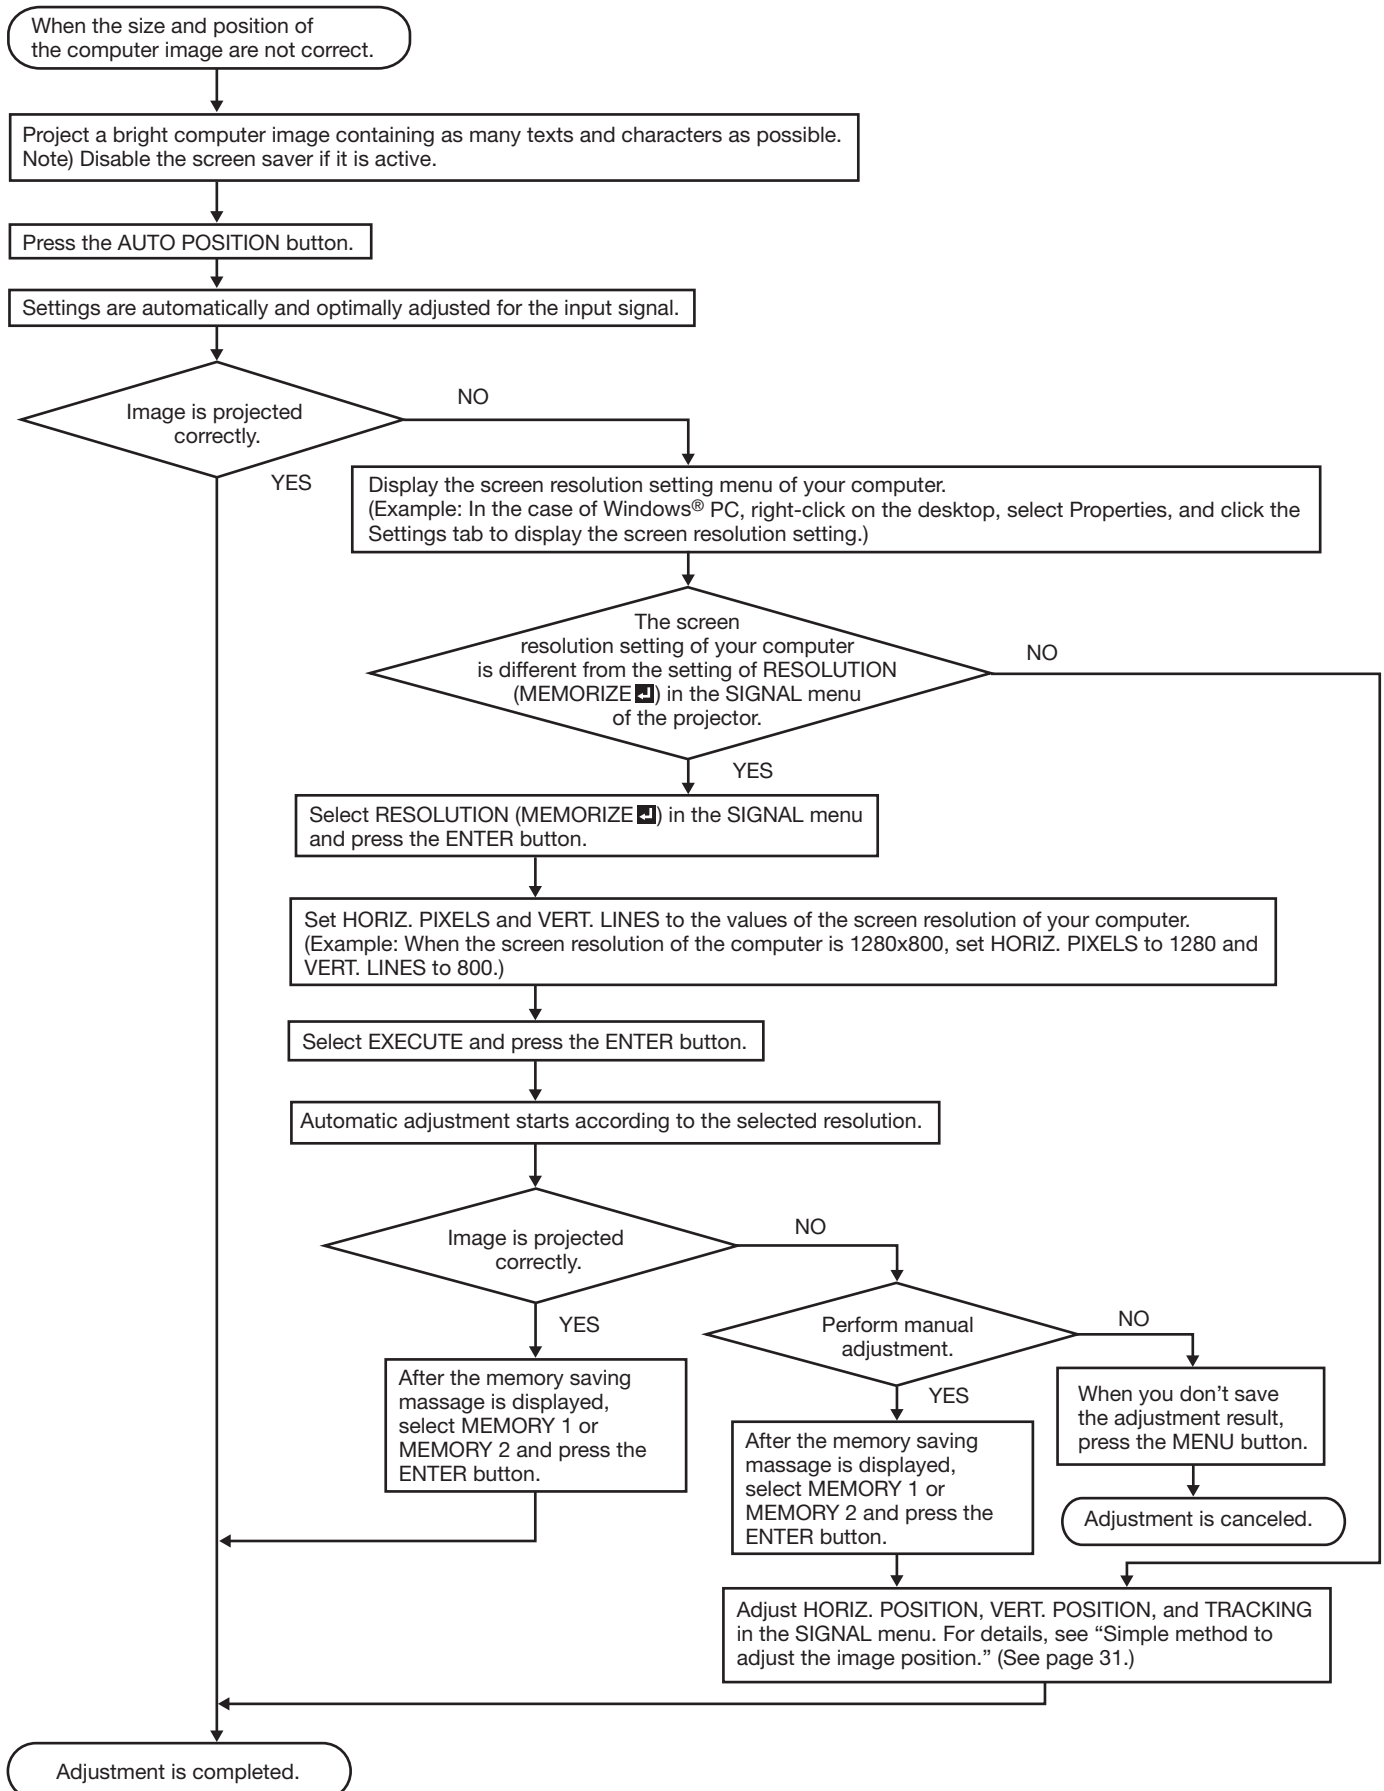 When the size and position of
the computer image are not correct.
Project a bright computer image containing as many texts and characters as possible.
Note) Disable the screen saver if it is active.
Press the AUTO POSITION button.
Settings are automatically and optimally adjusted for the input signal.
Image is projected
correctly.
NO
YES
Display the screen resolution setting menu of your computer.
(Example: In the case of Windows® PC, right-click on the desktop, select Properties, and click the
Settings tab to display the screen resolution setting.)
The screen
resolution setting of your computer
is different from the setting of RESOLUTION
(MEMORIZE↵) in the SIGNAL menu
of the projector.
NO
YES
Select RESOLUTION (MEMORIZE↵) in the SIGNAL menu
and press the ENTER button.
Set HORIZ. PIXELS and VERT. LINES to the values of the screen resolution of your computer.
(Example: When the screen resolution of the computer is 1280x800, set HORIZ. PIXELS to 1280 and
VERT. LINES to 800.)
Select EXECUTE and press the ENTER button.
Automatic adjustment starts according to the selected resolution.
Image is projected
correctly.
NO
YES
After the memory saving
massage is displayed,
select MEMORY 1 or
MEMORY 2 and press the
ENTER button.
Perform manual
adjustment.
NO
YES
After the memory saving
massage is displayed,
select MEMORY 1 or
MEMORY 2 and press the
ENTER button.
When you don’t save
the adjustment result,
press the MENU button.
Adjustment is canceled.
Adjust HORIZ. POSITION, VERT. POSITION, and TRACKING
in the SIGNAL menu. For details, see “Simple method to
adjust the image position.” (See page 31.)
Adjustment is completed.